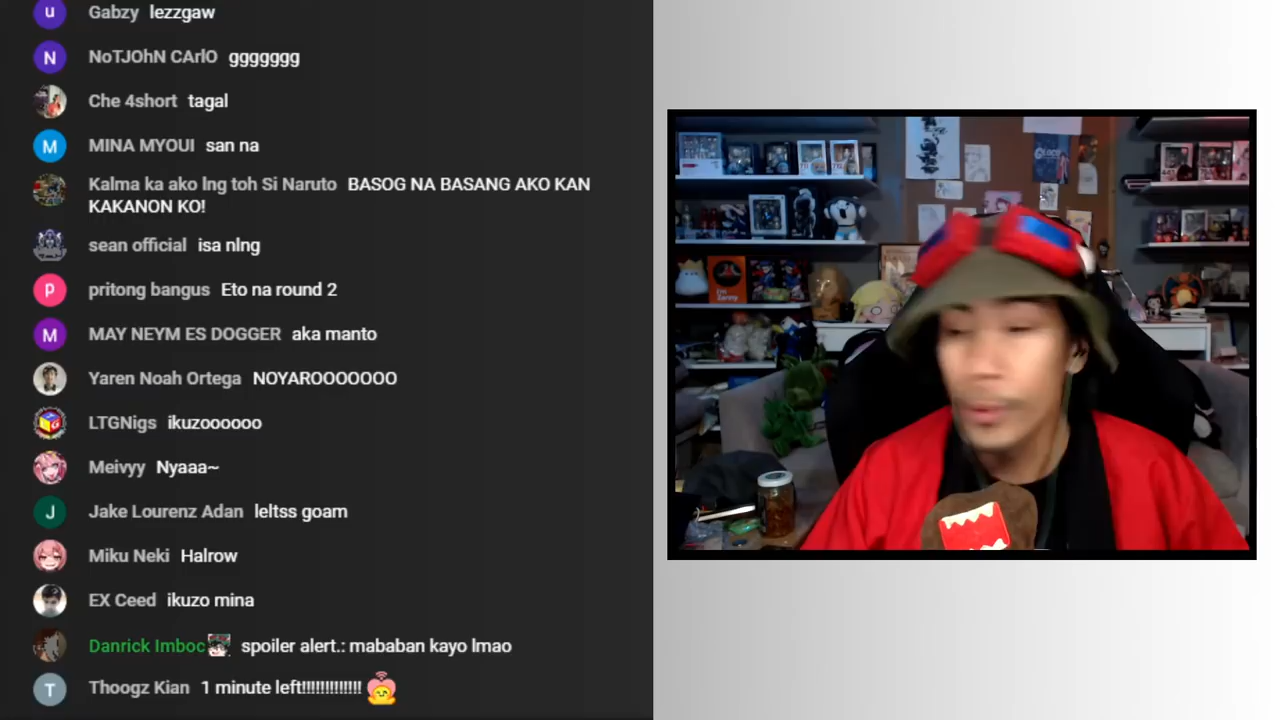 u Gabzy lezzgaw
N NoTJOhN CArlO ggggggg
Che 4short tagal
M MINA MYOUI san na
Kalma ka ako lng toh Si Naruto BASOG NA BASANG AKO KAN
KAKANON KO!
sean official isa nlng
p pritong bangus Eto na round 2
M MAY NEYM ES DOGGER aka manto
Yaren Noah Ortega NOYAROOOOOOO
LTGNigs ikuzoooooo
Meivyy Nyaaa~
J Jake Lourenz Adan leltss goam
Miku Neki Halrow
EX Ceed ikuzo mina
Danrick Imboc spoiler alert.: mababan kayo lmao
T Thoogz Kian 1 minute left!!!!!!!!!!!!!